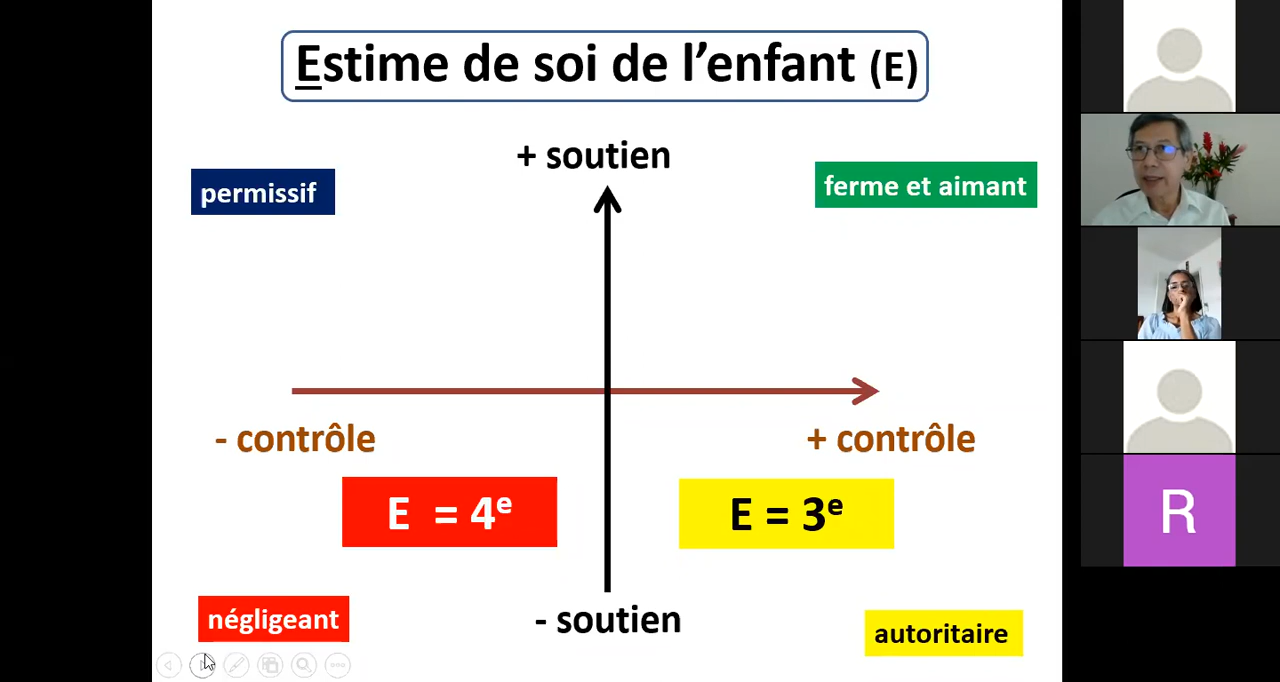 Estime de soi de l’enfant (E)
+ soutien
permissif
ferme et aimant
- contrôle
+ contrôle
E = 4e
E = 3e
négligeant
- soutien
autoritaire
R